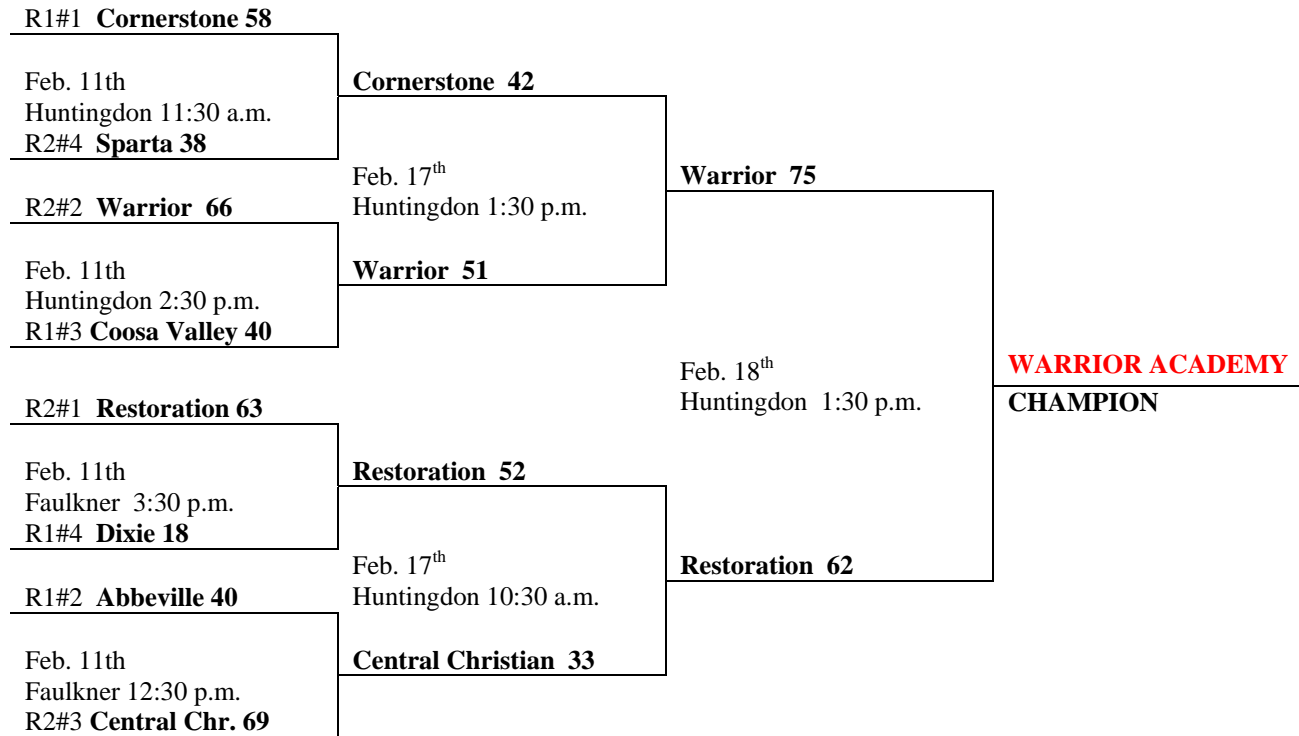 R1#1 Cornerstone 58
Feb. 11th
Huntingdon 11:30 a.m.
R2#4 Sparta 38
R2#2 Warrior 66
Feb. 11th
Huntingdon 2:30 p.m.
R1#3 Coosa Valley 40
R2#1 Restoration 63
Feb. 11th
Faulkner 3:30 p.m.
R1#4 Dixie 18
R1#2 Abbeville 40
Feb. 11th
Faulkner 12:30 p.m.
R2#3 Central Chr. 69
Cornerstone 42
Feb. 17th
Huntingdon 1:30 p.m.
Warrior 51
Restoration 52
Feb. 17th
Huntingdon 10:30 a.m.
Central Christian 33
Warrior 75
Feb. 18th
Huntingdon 1:30 p.m.
Restoration 62
WARRIOR ACADEMY
CHAMPION